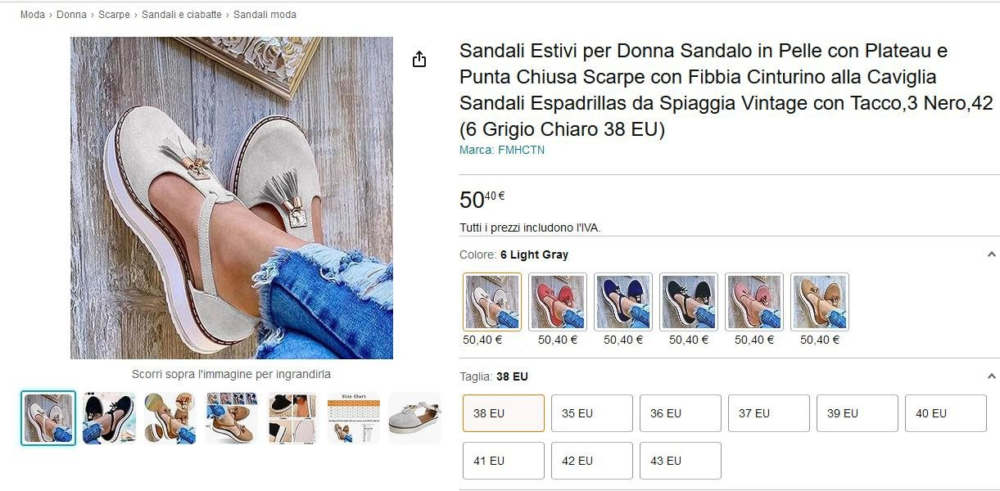 Moda › Donna › Scarpe › Sandali e ciabatte › Sandali moda
Sandali Estivi per Donna Sandalo in Pelle con Plateau e
Punta Chiusa Scarpe con Fibbia Cinturino alla Caviglia
Sandali Espadrillas da Spiaggia Vintage con Tacco,3 Nero,42
(6 Grigio Chiaro 38 EU)
Marca: FMHCTN
50 40 €
Tutti i prezzi includono l'IVA.
Colore: 6 Light Gray
50,40 € 50,40 € 50,40 € 50,40 € 50,40 € 50,40 €
Scorri sopra l'immagine per ingrandirla
Size Chart
Taglia: 38 EU
38 EU 35 EU 36 EU 37 EU 39 EU 40 EU
41 EU 42 EU 43 EU